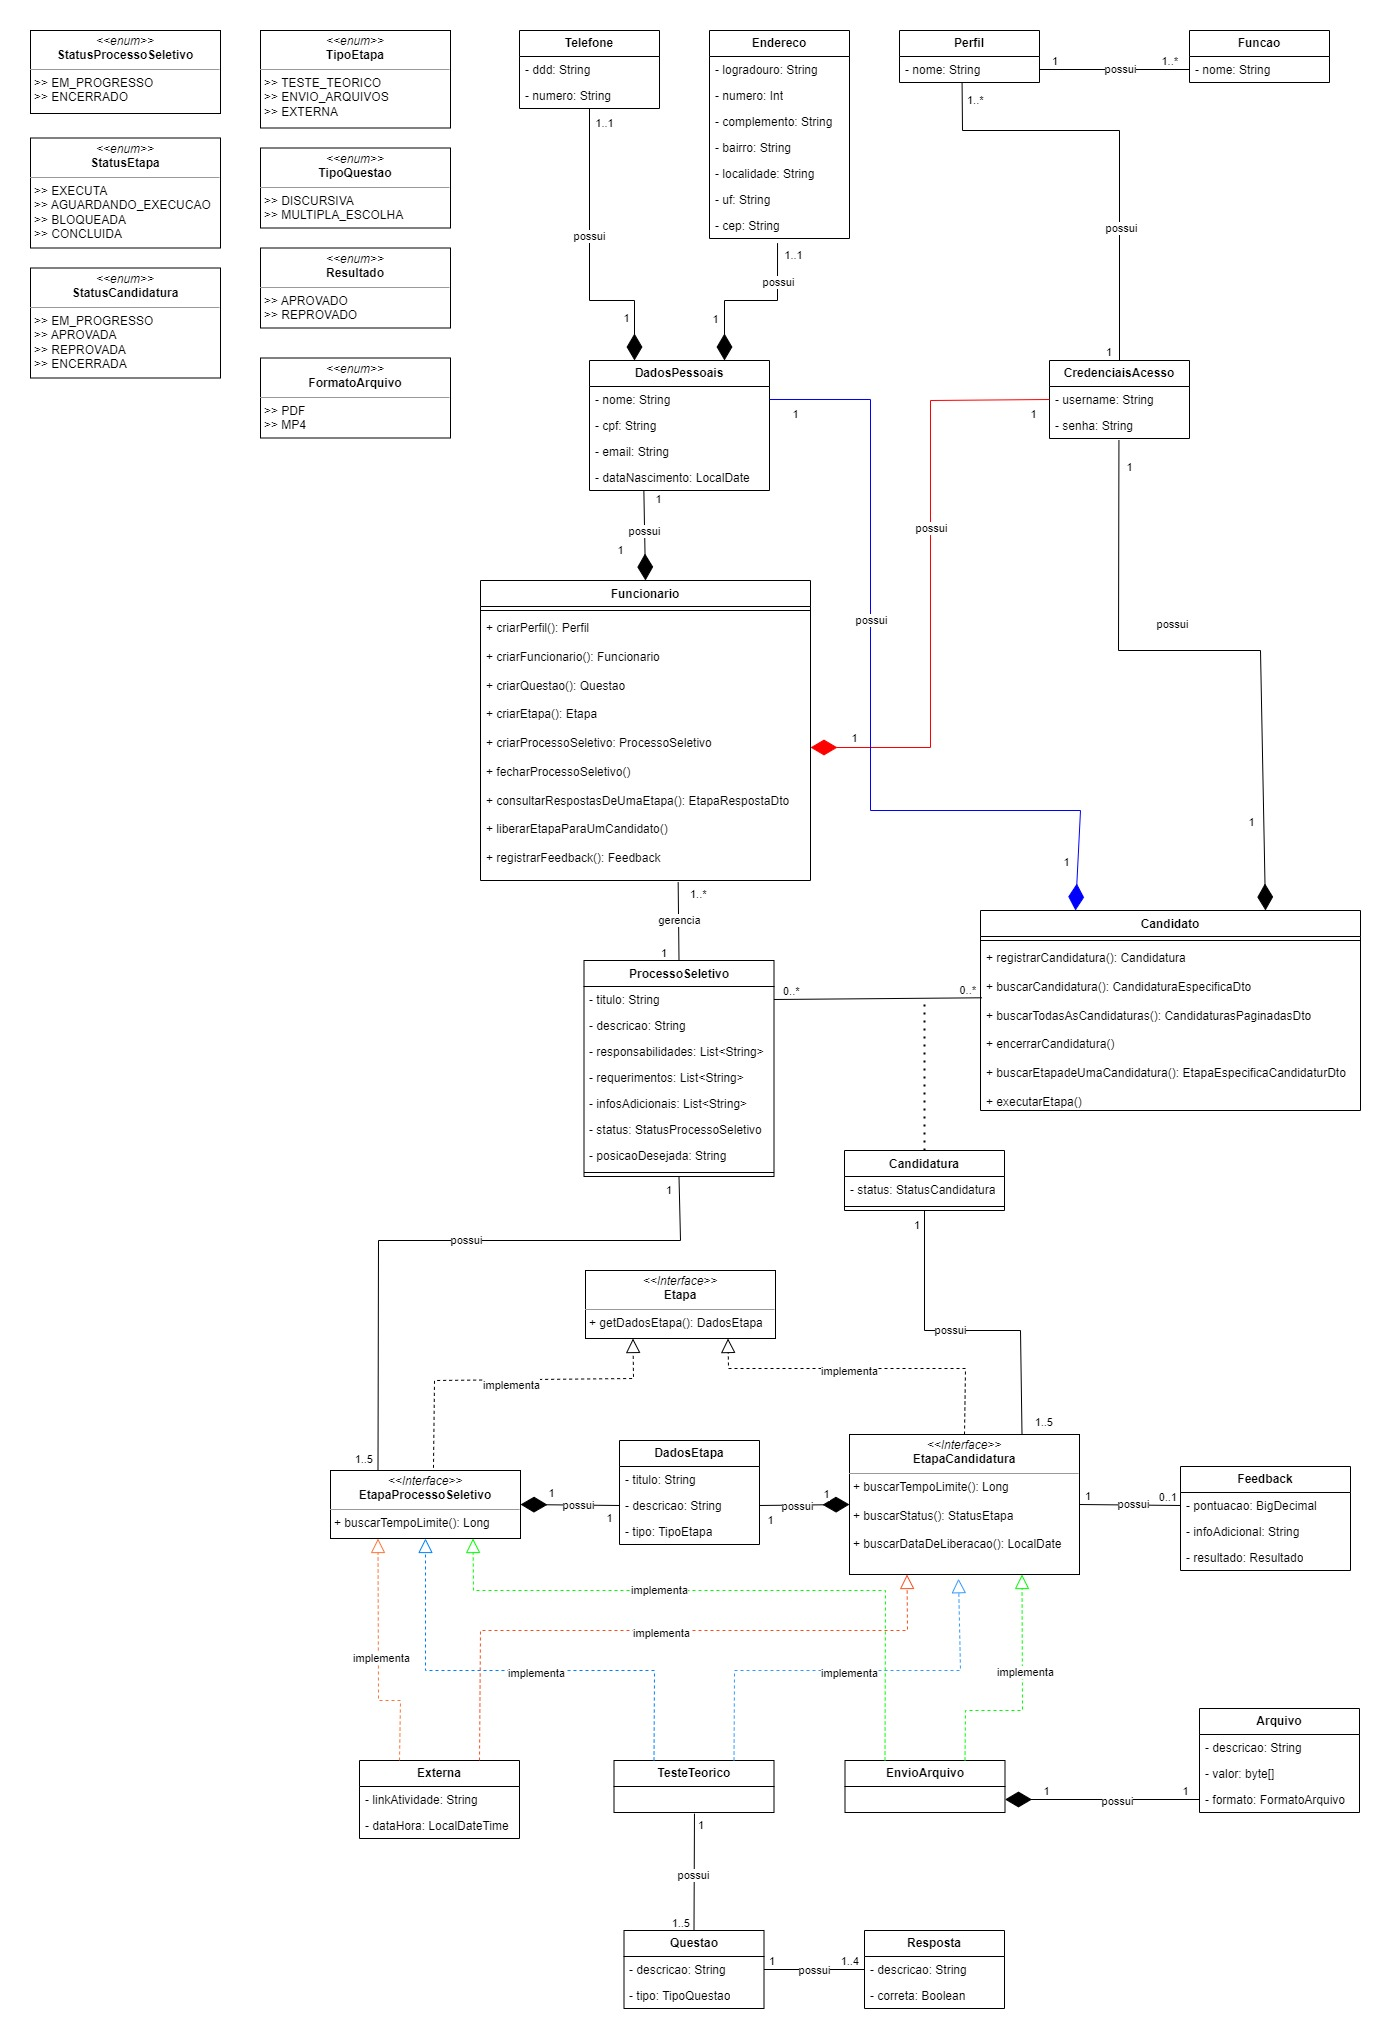 <<enum>>
StatusProcessoSeletivo
>> EM_PROGRESSO
>> ENCERRADO
<<enum>>
StatusEtapa
>> EXECUTA
>> AGUARDANDO_EXECUCAO
>> BLOQUEADA
>> CONCLUIDA
<<enum>>
StatusCandidatura
>> EM_PROGRESSO
>> APROVADA
>> REPROVADA
>> ENCERRADA
<<enum>>
TipoEtapa
>> TESTE_TEORICO
>> ENVIO_ARQUIVOS
>> EXTERNA
<<enum>>
TipoQuestao
>> DISCURSIVA
>> MULTIPLA_ESCOLHA
<<enum>>
Resultado
>> APROVADO
>> REPROVADO
<<enum>>
FormatoArquivo
>> PDF
>> MP4
Telefone
- ddd: String
- numero: String
1..1
possui
1
Endereco
- logradouro: String
- numero: Int
- complemento: String
- bairro: String
- localidade: String
- uf: String
- cep: String
1..1
possui
1
Perfil
- nome: String
1
possui
1..*
Funcao
- nome: String
1..*
possui
1
DadosPessoais
- nome: String
- cpf: String
- email: String
- dataNascimento: LocalDate
1
possui
1
CredenciaisAcesso
- username: String
- senha: String
1
possui
1
1
possui
1
1
possui
1
Funcionario
+ criarPerfil(): Perfil
+ criarFuncionario(): Funcionario
+ criarQuestao(): Questao
+ criarEtapa(): Etapa
+ criarProcessoSeletivo: ProcessoSeletivo
+ fecharProcessoSeletivo()
+ consultarRespostasDeUmaEtapa(): EtapaRespostaDto
+ liberarEtapaParaUmCandidato()
+ registrarFeedback(): Feedback
1..*
gerencia
1
Candidato
+ registrarCandidatura(): Candidatura
+ buscarCandidatura(): CandidaturaEspecificaDto
+ buscarTodasAsCandidaturas(): CandidaturasPaginadasDto
+ encerrarCandidatura()
+ buscarEtapadeUmaCandidatura(): EtapaEspecificaCandidaturDto
+ executarEtapa()
ProcessoSeletivo
- titulo: String
- descricao: String
- responsabilidades: List<String>
- requerimentos: List<String>
- infosAdicionais: List<String>
- status: StatusProcessoSeletivo
- posicaoDesejada: String
0..*
0..*
Candidatura
- status: StatusCandidatura
1
possui
1..5
1
possui
1..5
<<Interface>>
Etapa
+ getDadosEtapa(): DadosEtapa
implementa
implementa
<<Interface>>
EtapaProcessoSeletivo
+ buscarTempoLimite(): Long
1
possui
1
DadosEtapa
- titulo: String
- descricao: String
- tipo: TipoEtapa
1
possui
1
<<Interface>>
EtapaCandidatura
+ buscarTempoLimite(): Long
+ buscarStatus(): StatusEtapa
+ buscarDataDeLiberacao(): LocalDate
1
possui
0..1
Feedback
- pontuacao: BigDecimal
- infoAdicional: String
- resultado: Resultado
implementa
implementa
implementa
implementa
implementa
implementa
Externa
- linkAtividade: String
- dataHora: LocalDateTime
TesteTeorico
EnvioArquivo
1
possui
1
Arquivo
- descricao: String
- valor: byte[]
- formato: FormatoArquivo
1
possui
1..5
Questao
- descricao: String
- tipo: TipoQuestao
1
possui
1..4
Resposta
- descricao: String
- correta: Boolean